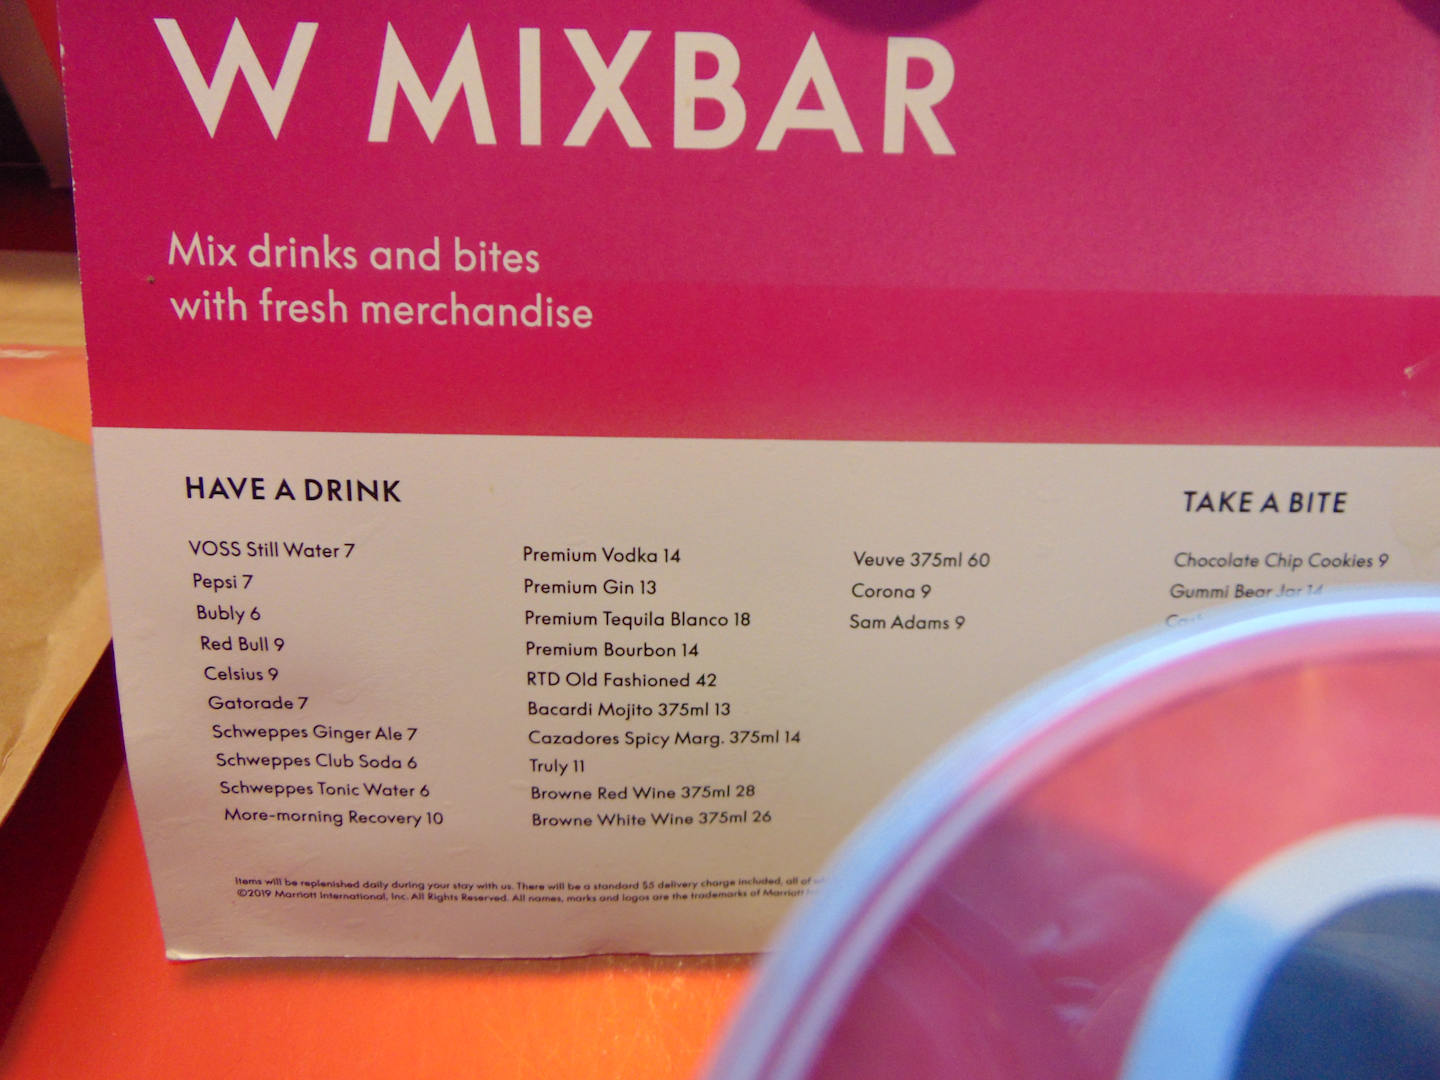 W MIXBAR
Mix drinks and bites
with fresh merchandise
HAVE A DRINK
VOSS Still Water 7
Pepsi 7
Bubly 6
Red Bull 9
Celsius 9
Gatorade 7
Schweppes Ginger Ale 7
Schweppes Club Soda 6
Schweppes Tonic Water 6
More-morning Recovery 10
Premium Vodka 14
Premium Gin 13
Premium Tequila Blanco 18
Premium Bourbon 14
RTD Old Fashioned 42
Bacardi Mojito 375ml 13
Cazadores Spicy Marg. 375ml 14
Truly 11
Browne Red Wine 375ml 28
Browne White Wine 375ml 26
Veuve 375ml 60
Corona 9
Sam Adams 9
TAKE A BITE
Chocolate Chip Cookies 9
Gummi Bear Jar 14
Items will be replenished daily during your stay with us. There will be a standard $5 delivery charge included, all of
©2019 Marriott International, Inc. All Rights Reserved. All names, marks and logos are the trademarks of Marriott